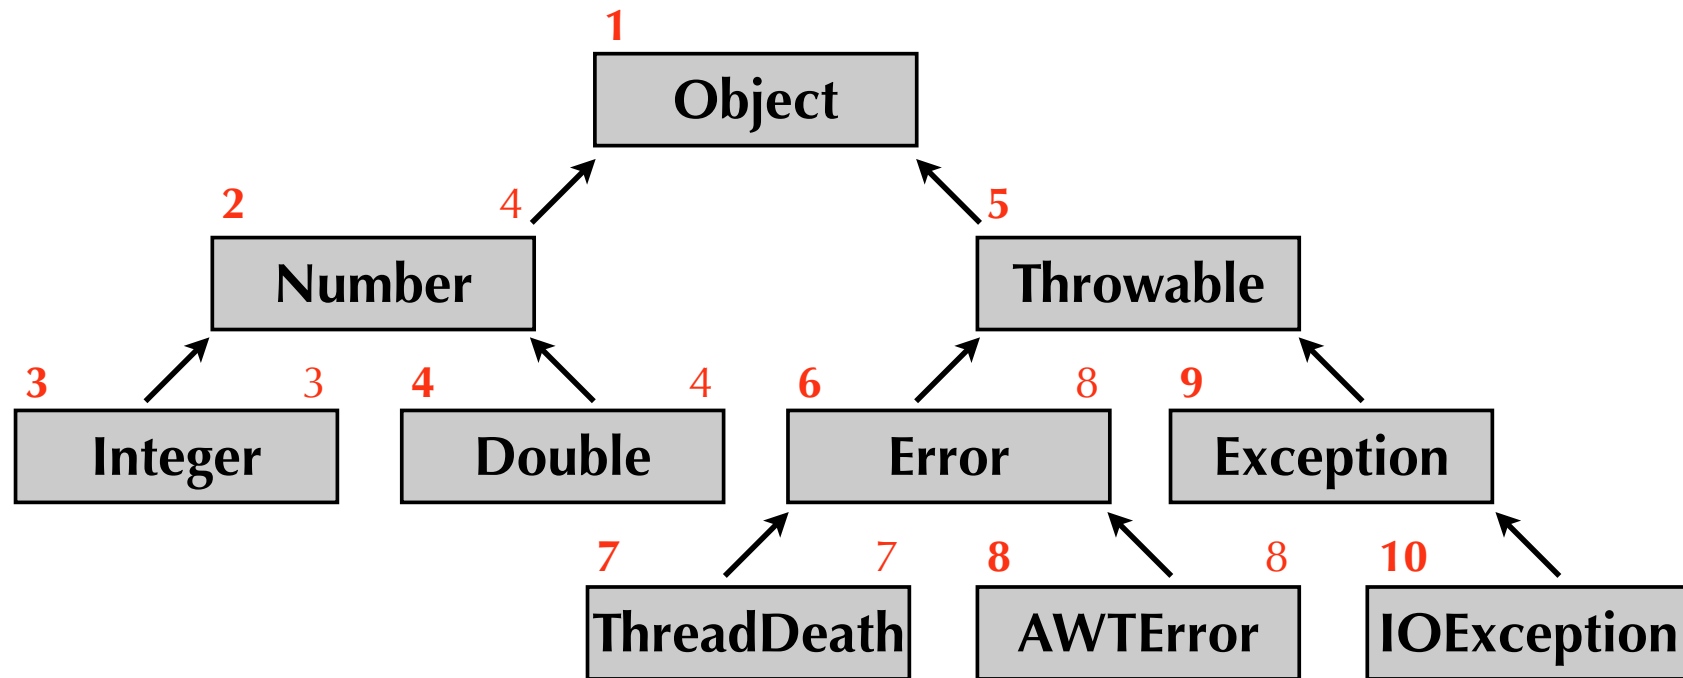 1
Object
2 4 5
Number Throwable
3 3 4 4 6 8 9
Integer Double Error Exception
7 7 8 8 10
ThreadDeath AWTError IOException